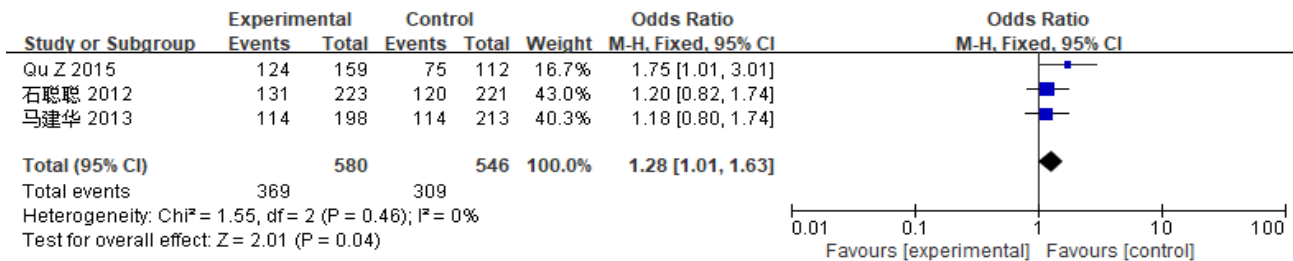 Experimental Control Odds Ratio Odds Ratio
Study or Subgroup Events Total Events Total Weight M-H, Fixed, 95% CI M-H, Fixed, 95% CI
Qu Z 2015 124 159 75 112 16.7% 1.75 [1.01, 3.01]
石聪聪 2012 131 223 120 221 43.0% 1.20 [0.82, 1.74]
马建华 2013 114 198 114 213 40.3% 1.18 [0.80, 1.74]
Total (95% CI) 580 546 100.0% 1.28 [1.01, 1.63]
Total events 369 309
Heterogeneity: Chi² = 1.55, df = 2 (P = 0.46); I² = 0%
Test for overall effect: Z = 2.01 (P = 0.04)
0.01 0.1 1 10 100
Favours [experimental] Favours [control]